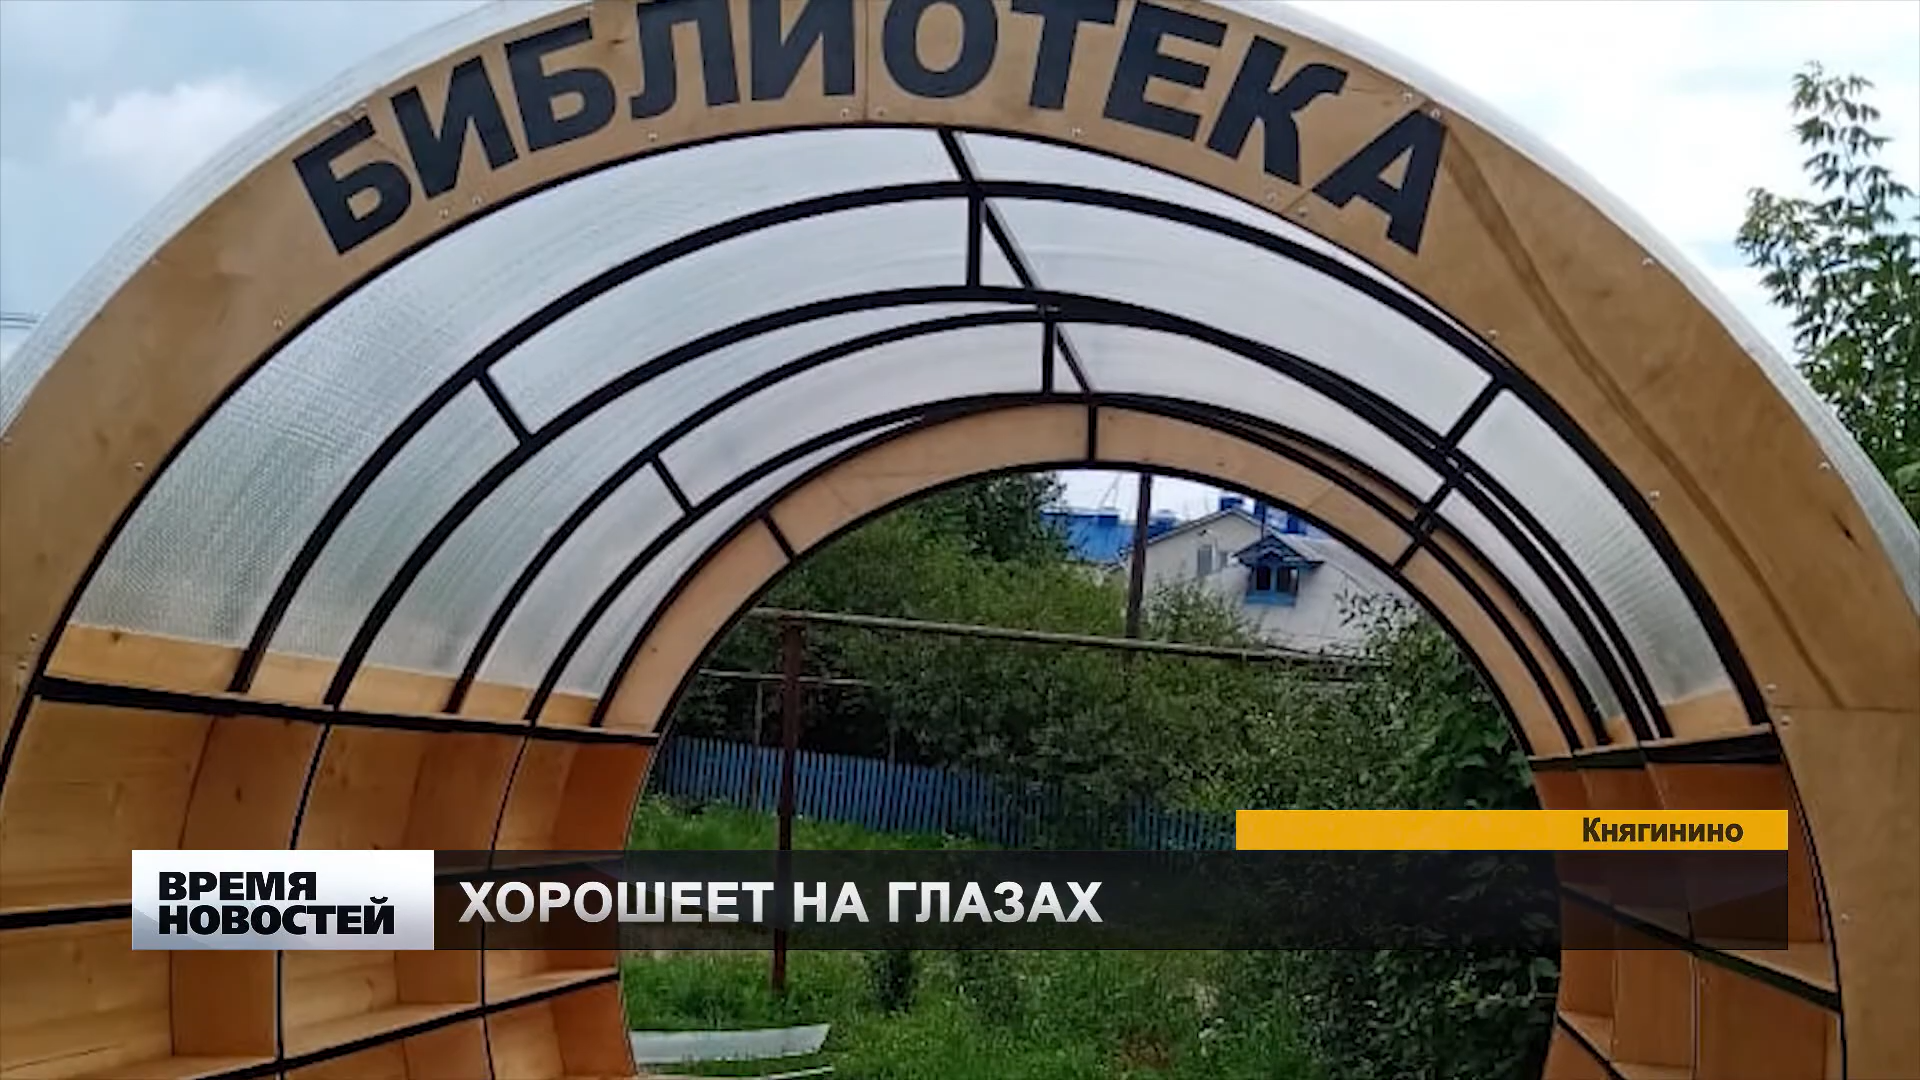 БИБЛИОТЕКА
Княгинино
ВРЕМЯ
НОВОСТЕЙ
ХОРОШЕЕТ НА ГЛАЗАХ